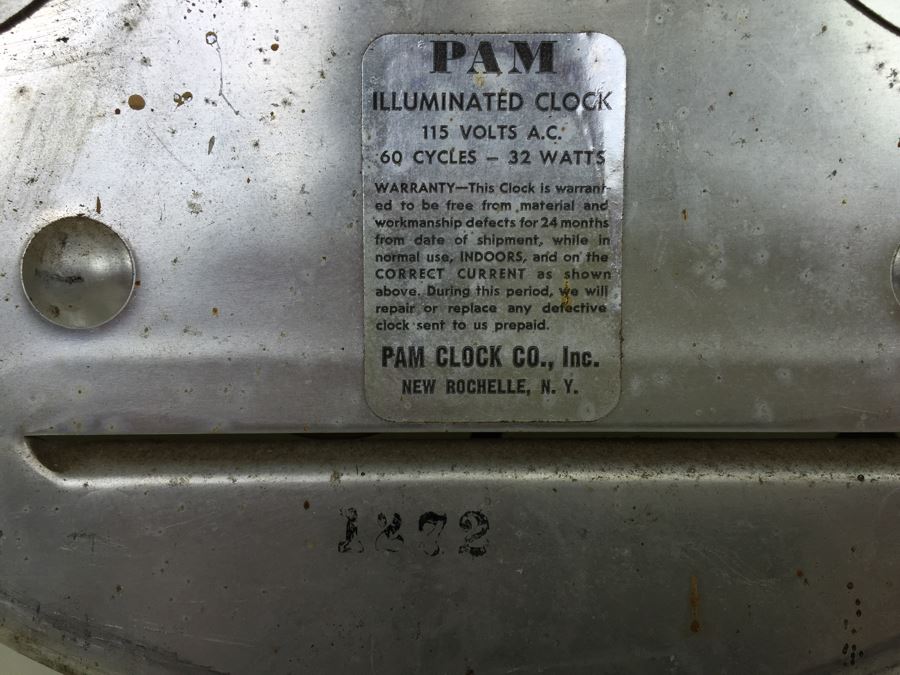 PAM
ILLUMINATED CLOCK
115 VOLTS A.C.
60 CYCLES – 32 WATTS
WARRANTY—This Clock is warrant-
ed to be free from material and
workmanship defects for 24 months
from date of shipment, while in
normal use, INDOORS, and on the
CORRECT CURRENT as shown
above. During this period, we will
repair or replace any defective
clock sent to us prepaid.
PAM CLOCK CO., Inc.
NEW ROCHELLE, N. Y.
1872